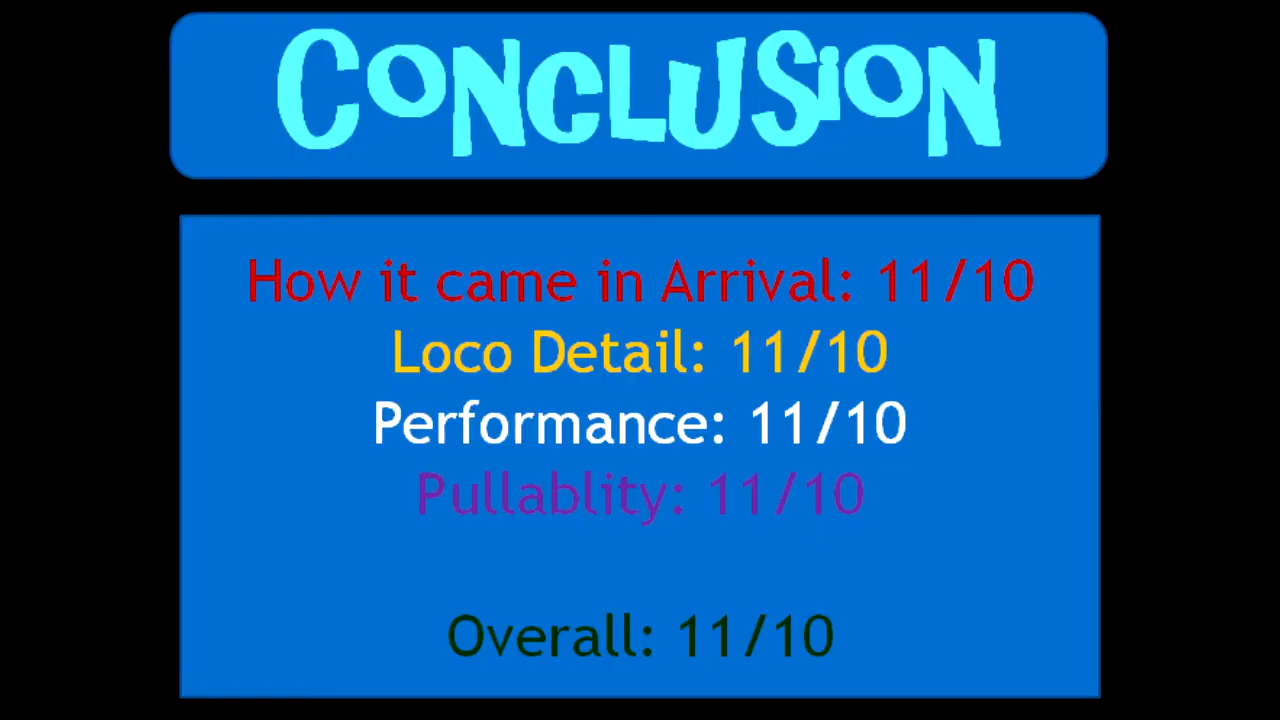 CONCLUSiON
How it came in Arrival: 11/10
Loco Detail: 11/10
Performance: 11/10
Pullablity: 11/10
Overall: 11/10